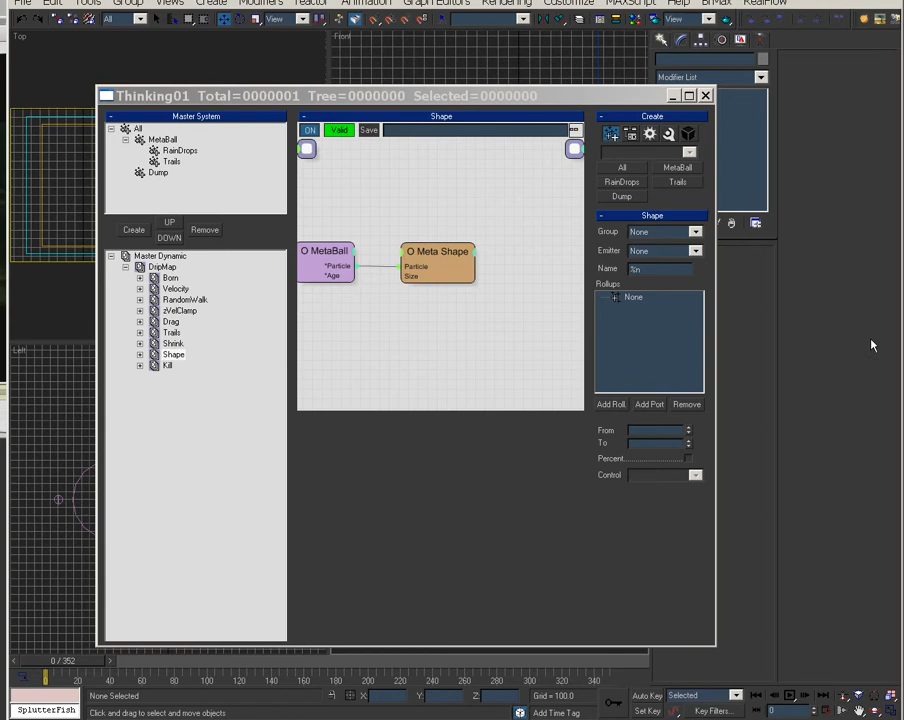 File Edit Tools Group Views Create Modifiers reactor Animation Graph Editors Rendering Customize MAXScript Help BrMax RealFlow
All View View
Top Front
Modifier List
Thinking01 Total=0000001 Tree=0000000 Selected=0000000
Master System Shape Create
All
MetaBall
RainDrops
Trails
Dump
ON Valid Save
All MetaBall
RainDrops Trails
Dump
Create UP DOWN Remove
Shape
Group None
Emitter None
Name %n
Rollups
None
Add Roll. Add Port Remove
From
To
Percent
Control
Master Dynamic
DripMap
Born
Velocity
RandomWalk
zVelClamp
Drag
Trails
Shrink
Shape
Kill
O MetaBall
*Particle
*Age
O Meta Shape
Particle
Size
Left
0 / 352
0 20 40 60 80 100 120 140 160 180 200 220 240 260 280 300 320 340
None Selected X: Y: Z: Grid = 100.0 Auto Key Selected
SplutterFish Click and drag to select and move objects Add Time Tag Set Key Key Filters... 0